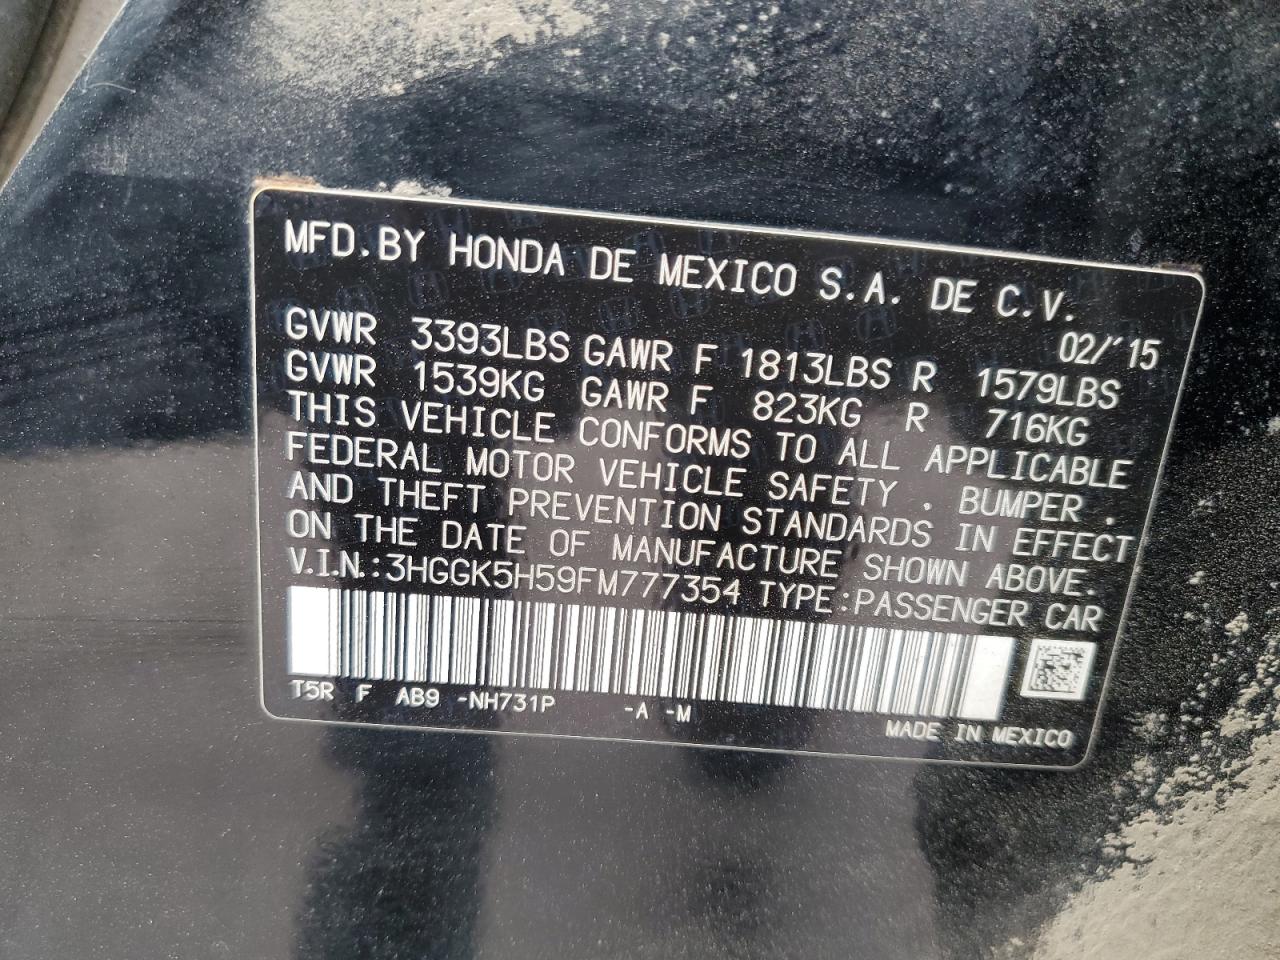 MFD.BY HONDA DE MEXICO S.A. DE C.V.
02/'15
GVWR 3393LBS GAWR F 1813LBS R 1579LBS
GVWR 1539KG GAWR F 823KG R 716KG
THIS VEHICLE CONFORMS TO ALL APPLICABLE
FEDERAL MOTOR VEHICLE SAFETY , BUMPER ,
AND THEFT PREVENTION STANDARDS IN EFFECT
ON THE DATE OF MANUFACTURE SHOWN ABOVE.
V.I.N.:3HGGK5H59FM777354 TYPE:PASSENGER CAR
T5R F AB9 -NH731P -A -M
MADE IN MEXICO